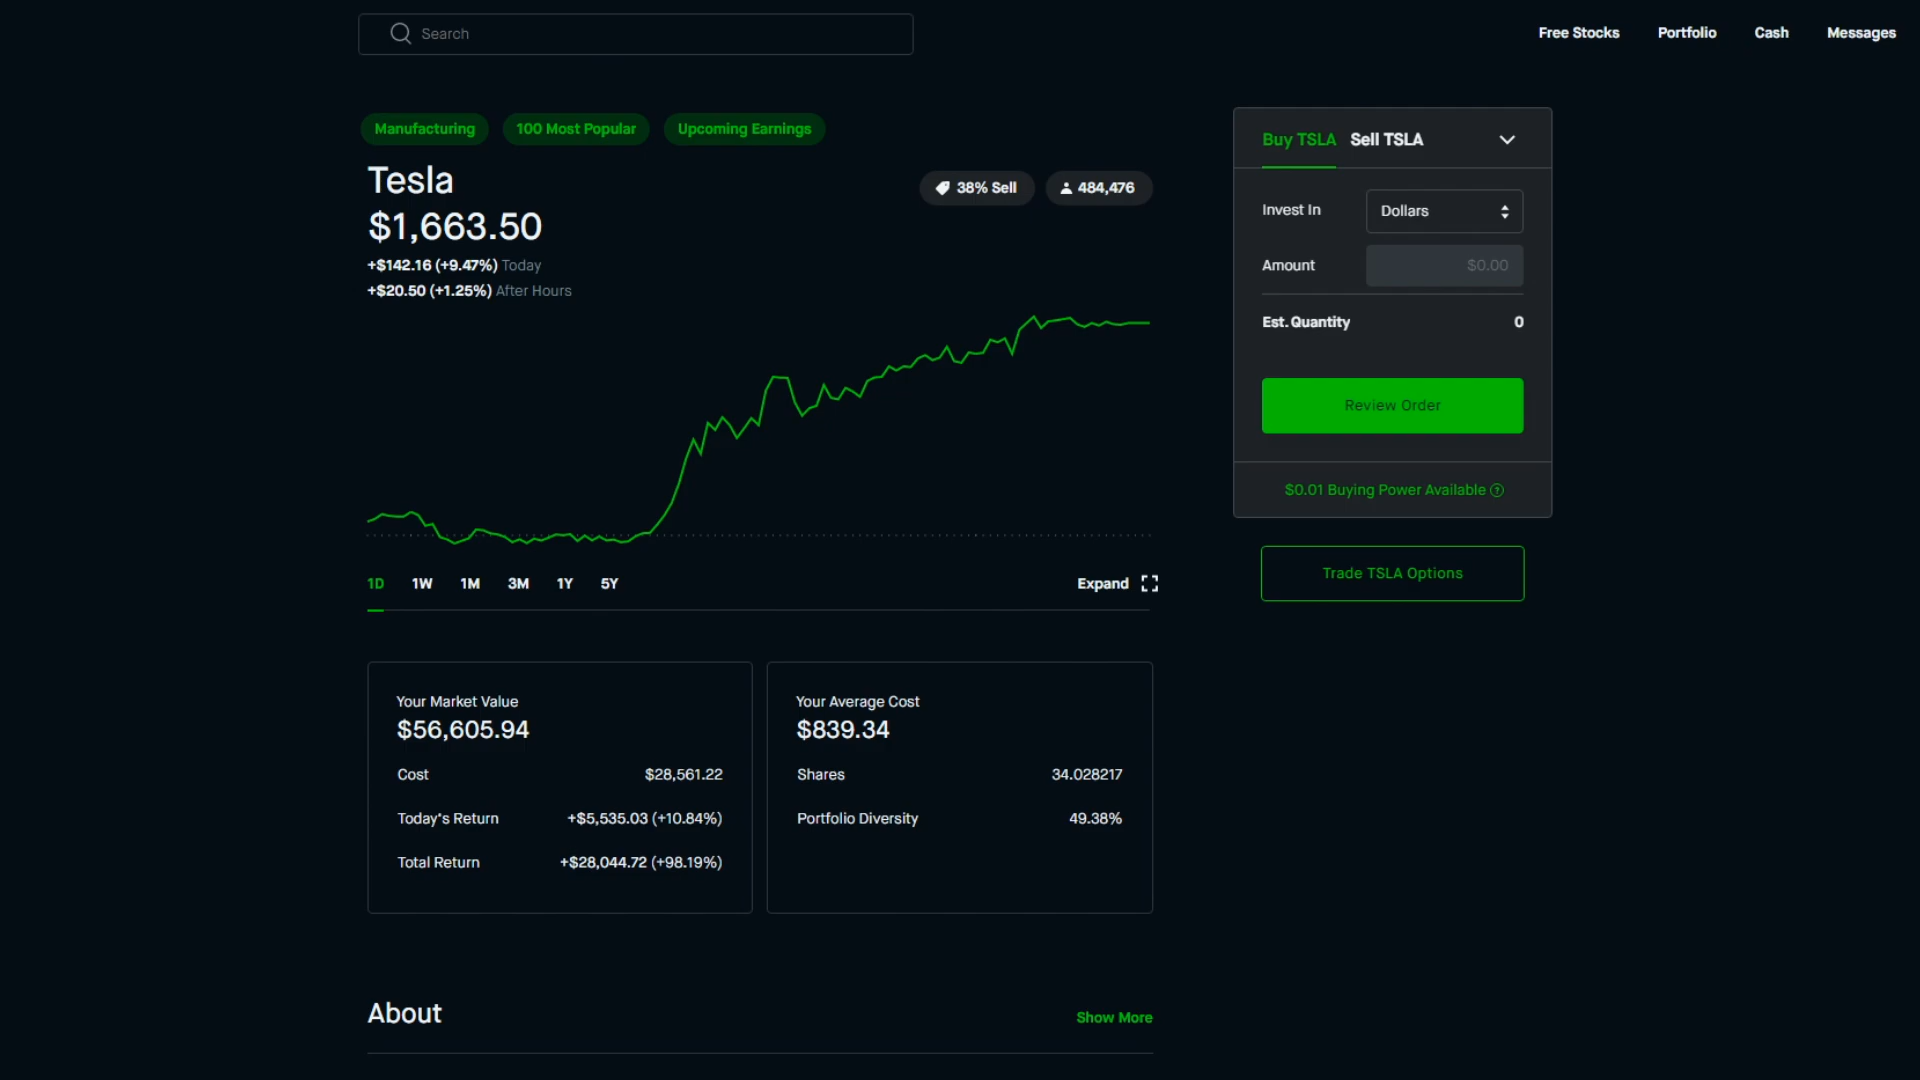 Search
Free Stocks Portfolio Cash Messages
Manufacturing 100 Most Popular Upcoming Earnings
Tesla
$1,663.50
+$142.16 (+9.47%) Today
+$20.50 (+1.25%) After Hours
38% Sell 484,476
1D 1W 1M 3M 1Y 5Y Expand
Buy TSLA Sell TSLA
Invest In Dollars
Amount $0.00
Est. Quantity 0
Review Order
$0.01 Buying Power Available ?
Trade TSLA Options
Your Market Value
$56,605.94
Cost $28,561.22
Today's Return +$5,535.03 (+10.84%)
Total Return +$28,044.72 (+98.19%)
Your Average Cost
$839.34
Shares 34.028217
Portfolio Diversity 49.38%
About Show More